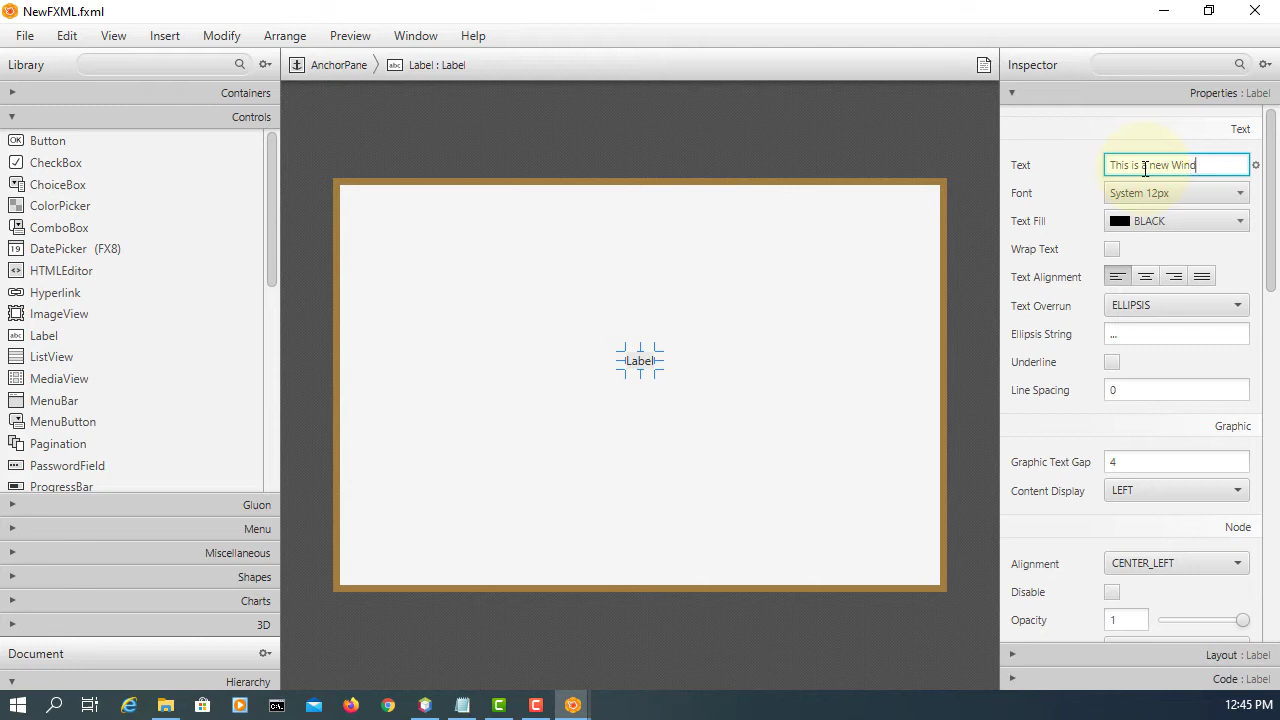 NewFXML.fxml
File Edit View Insert Modify Arrange Preview Window Help
Library
AnchorPane
abc Label : Label
Inspector
Containers
Controls
OK Button
CheckBox
ChoiceBox
ColorPicker
ComboBox
19 DatePicker (FX8)
HTMLEditor
Hyperlink
ImageView
abc Label
ListView
MediaView
MenuBar
MenuButton
Pagination
PasswordField
ProgressBar
Gluon
Menu
Miscellaneous
Shapes
Charts
3D
Document
Hierarchy
Label
Properties : Label
Text
Text This is a new Wind
Font System 12px
Text Fill BLACK
Wrap Text
Text Alignment
Text Overrun ELLIPSIS
Ellipsis String ...
Underline
Line Spacing 0
Graphic
Graphic Text Gap 4
Content Display LEFT
Node
Alignment CENTER_LEFT
Disable
Opacity 1
Layout : Label
Code : Label
12:45 PM